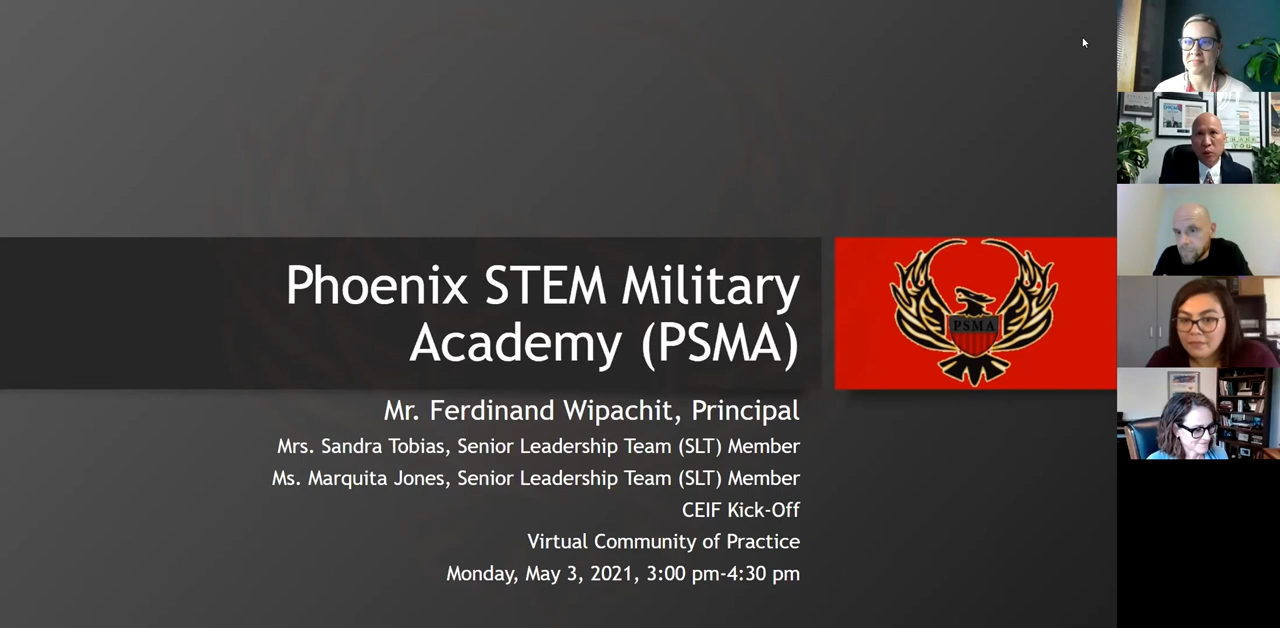 Phoenix STEM Military
Academy (PSMA)
PSMA
Mr. Ferdinand Wipachit, Principal
Mrs. Sandra Tobias, Senior Leadership Team (SLT) Member
Ms. Marquita Jones, Senior Leadership Team (SLT) Member
CEIF Kick-Off
Virtual Community of Practice
Monday, May 3, 2021, 3:00 pm-4:30 pm